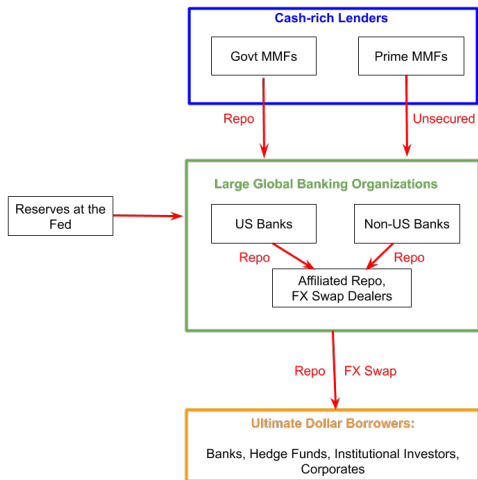 Cash-rich Lenders
Govt MMFs
Prime MMFs
Repo
Unsecured
Large Global Banking Organizations
Reserves at the
Fed
US Banks
Non-US Banks
Repo
Repo
Affiliated Repo,
FX Swap Dealers
Repo
FX Swap
Ultimate Dollar Borrowers:
Banks, Hedge Funds, Institutional Investors,
Corporates